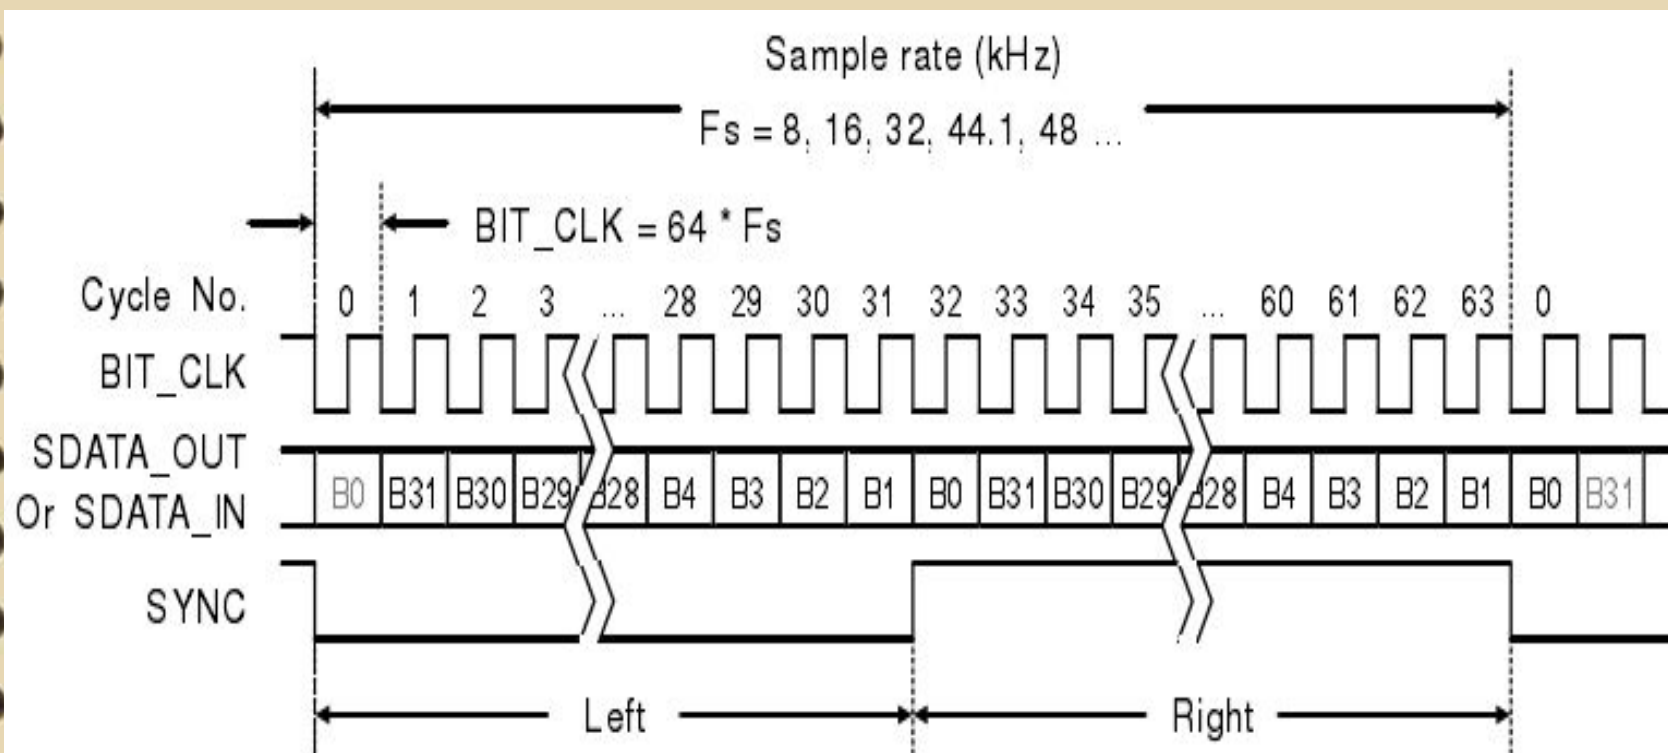 Sample rate (kHz)
Fs = 8, 16, 32, 44.1, 48 ...
BIT_CLK = 64 * Fs
Cycle No. 0 1 2 3 ... 28 29 30 31 32 33 34 35 ... 60 61 62 63 0
BIT_CLK
SDATA_OUT
B0 B31 B30 B29 B28 B4 B3 B2 B1 B0 B31 B30 B29 B28 B4 B3 B2 B1 B0 B31
Or SDATA_IN
SYNC
Left Right